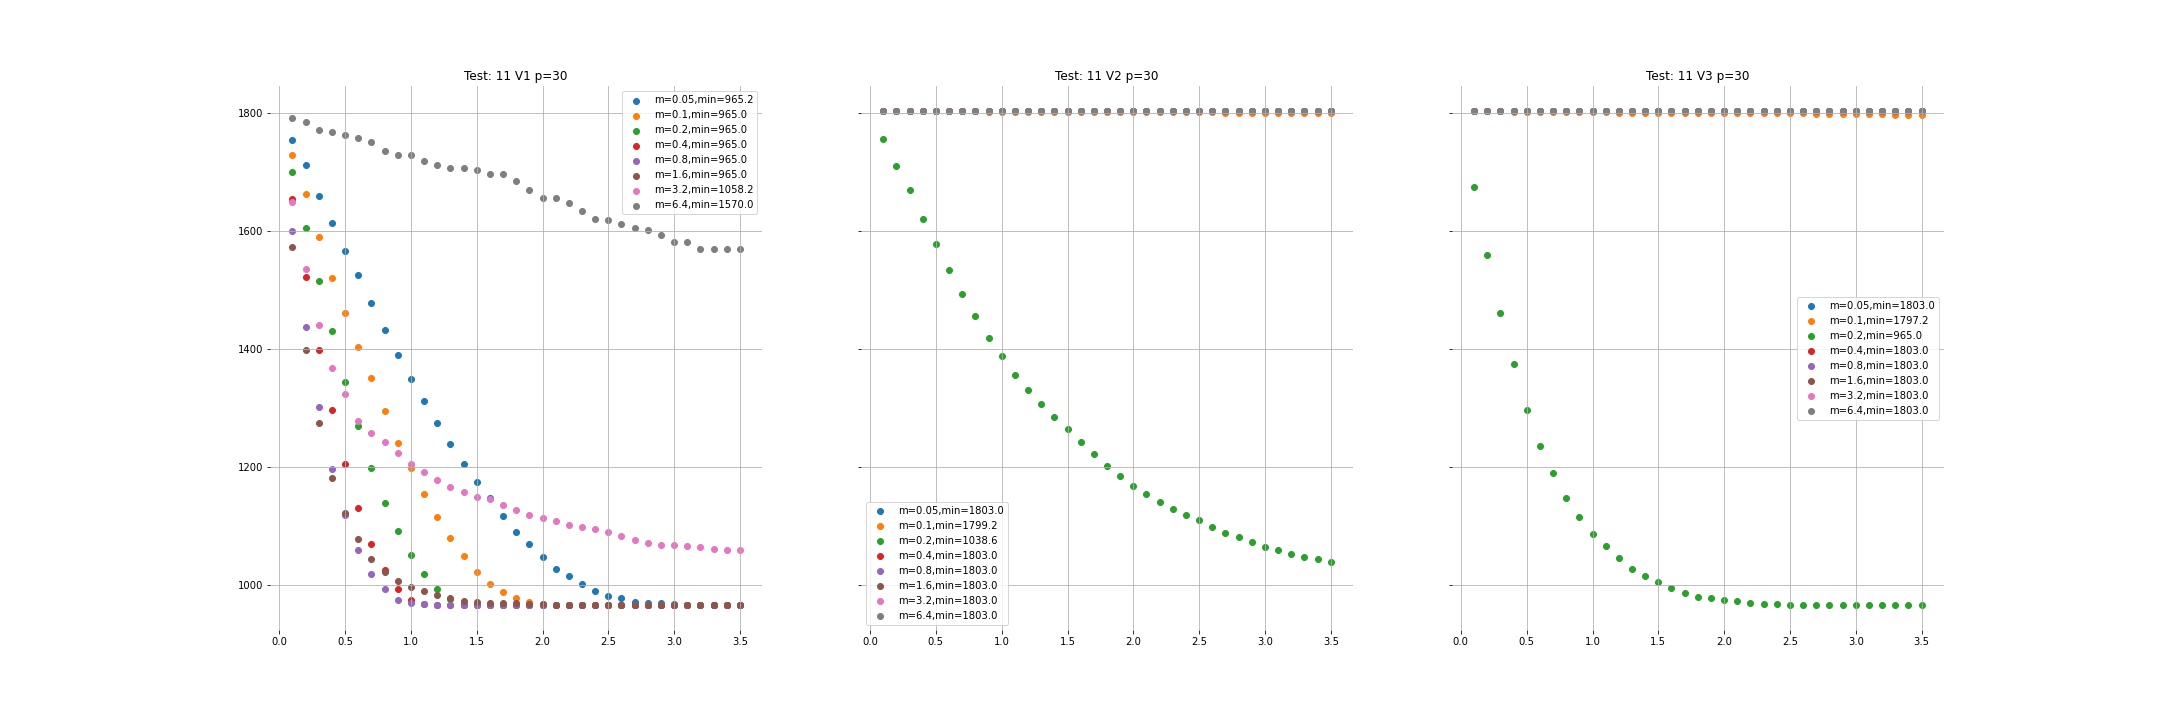 Test: 11 V1 p=30
1800
1600
1400
1200
1000
0.0 0.5 1.0 1.5 2.0 2.5 3.0 3.5
m=0.05,min=965.2
m=0.1,min=965.0
m=0.2,min=965.0
m=0.4,min=965.0
m=0.8,min=965.0
m=1.6,min=965.0
m=3.2,min=1058.2
m=6.4,min=1570.0
Test: 11 V2 p=30
m=0.05,min=1803.0
m=0.1,min=1799.2
m=0.2,min=1038.6
m=0.4,min=1803.0
m=0.8,min=1803.0
m=1.6,min=1803.0
m=3.2,min=1803.0
m=6.4,min=1803.0
0.0 0.5 1.0 1.5 2.0 2.5 3.0 3.5
Test: 11 V3 p=30
m=0.05,min=1803.0
m=0.1,min=1797.2
m=0.2,min=965.0
m=0.4,min=1803.0
m=0.8,min=1803.0
m=1.6,min=1803.0
m=3.2,min=1803.0
m=6.4,min=1803.0
0.0 0.5 1.0 1.5 2.0 2.5 3.0 3.5